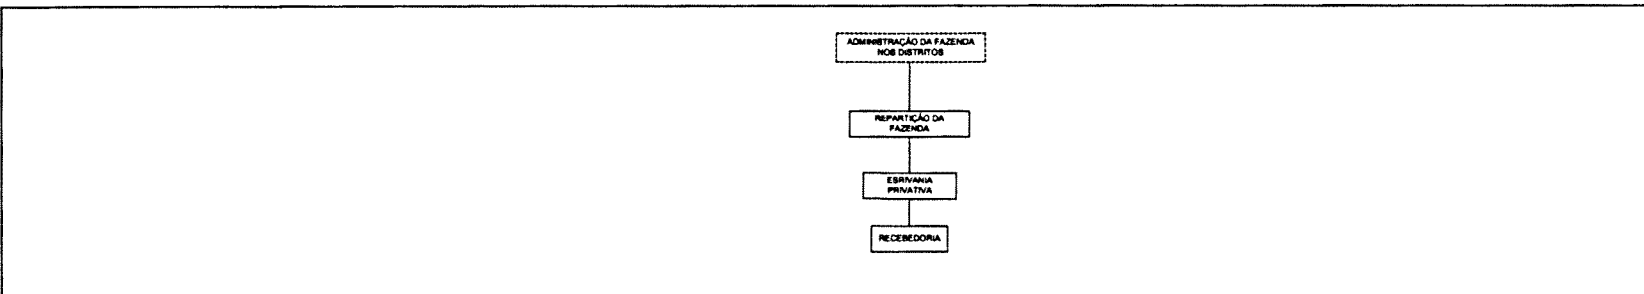 ADMINISTRAÇÃO DA FAZENDA
NOS DISTRITOS
REPARTIÇÃO DA
FAZENDA
ESRIVANIA
PRIVATIVA
RECEBEDORIA